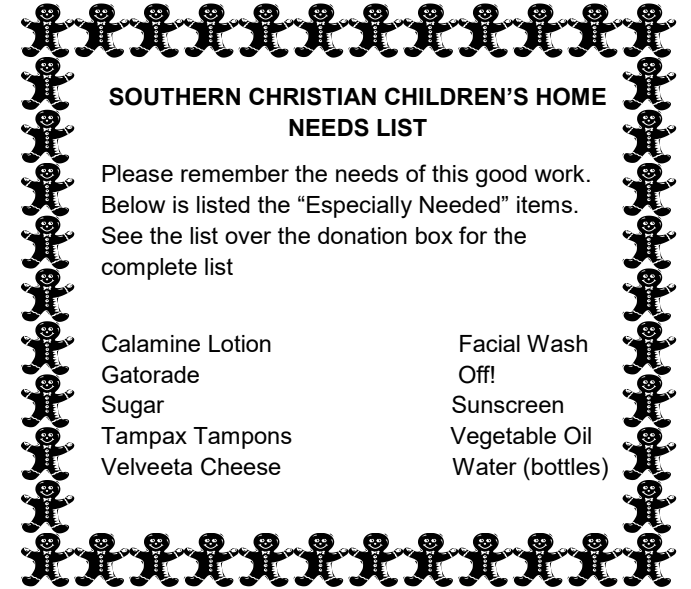 SOUTHERN CHRISTIAN CHILDREN’S HOME
NEEDS LIST
Please remember the needs of this good work.
Below is listed the “Especially Needed” items.
See the list over the donation box for the
complete list
Calamine Lotion Facial Wash
Gatorade Off!
Sugar Sunscreen
Tampax Tampons Vegetable Oil
Velveeta Cheese Water (bottles)